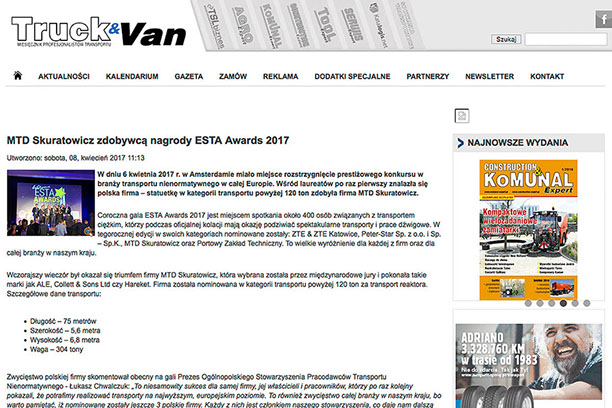 Truck&Van
MIESIĘCZNIK PROFESJONALISTÓW TRANSPORTU
TSLbiznes
AGRO
KOMUNAL
SERWIS
Katalogix.net
Szukaj
f
AKTUALNOŚCI KALENDARIUM GAZETA ZAMÓW REKLAMA DODATKI SPECJALNE PARTNERZY NEWSLETTER KONTAKT
MTD Skuratowicz zdobywcą nagrody ESTA Awards 2017
Utworzono: sobota, 08, kwiecień 2017 11:13
ESTA
AWARDS
W dniu 6 kwietnia 2017 r. w Amsterdamie miało miejsce rozstrzygnięcie prestiżowego konkursu w
branży transportu nienormatywnego w całej Europie. Wśród laureatów po raz pierwszy znalazła się
polska firma – statuetkę w kategorii transportu powyżej 120 ton zdobyła firma MTD Skuratowicz.
Coroczna gala ESTA Awards 2017 jest miejscem spotkania około 400 osób związanych z transportem
ciężkim, którzy podczas oficjalnej kolacji mają okazję podziwiać spektakularne transporty i prace dźwigowe. W
tegorocznej edycji w swoich kategoriach nominowane zostały: ZTE & ZTE Katowice, Peter-Star Sp. z o.o. i Sp.
– Sp.K., MTD Skuratowicz oraz Portowy Zakład Techniczny. To wielkie wyróżnienie dla każdej z firm oraz dla
całej branży w naszym kraju.
Wczorajszy wieczór był okazał się triumfem firmy MTD Skuratowicz, która wybrana została przez międzynarodowe jury i pokonała takie
marki jak ALE, Collett & Sons Ltd czy Hareket. Firma została nominowana w kategorii transportu powyżej 120 ton za transport reaktora.
Szczegółowe dane transportu:
Długość – 75 metrów
Szerokość – 5,6 metra
Wysokość – 6,8 metra
Waga – 304 tony
Zwycięstwo polskiej firmy skomentował obecny na gali Prezes Ogólnopolskiego Stowarzyszenia Pracodawców Transportu
Nienormatywnego - Łukasz Chwalczuk: „To niesamowity sukces dla samej firmy, jej właścicieli i pracowników, którzy po raz kolejny
pokazali, że potrafimy realizować transporty na najwyższym, europejskim poziomie. To również zwycięstwo całej branży w naszym kraju, bo
warto pamiętać, iż nominowane zostały jeszcze 3 polskie firmy. Każdy z nich jest członkiem naszego stowarzyszenia, co daje nam dalszą
NAJNOWSZE WYDANIA
CONSTRUCTION
& KOMUNAL
Expert
Kompaktowe
wielozadaniowe
zamiatarki
ADRIANO
3.328.760 KM
w trasie od 1983